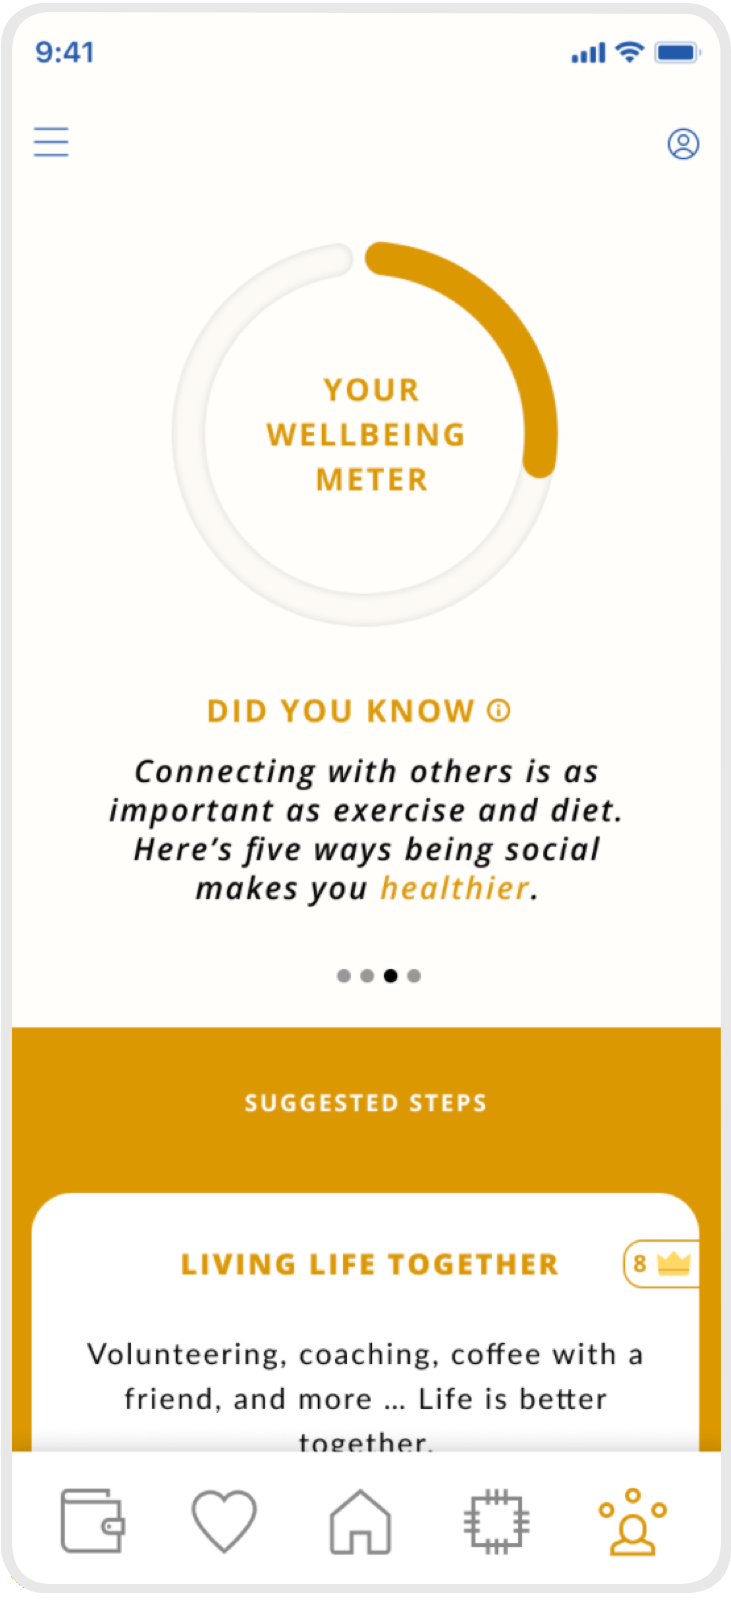 9:41
YOUR
WELLBEING
METER
DID YOU KNOW
Connecting with others is as
important as exercise and diet.
Here’s five ways being social
makes you healthier.
SUGGESTED STEPS
LIVING LIFE TOGETHER
8
Volunteering, coaching, coffee with a
friend, and more ... Life is better
together.